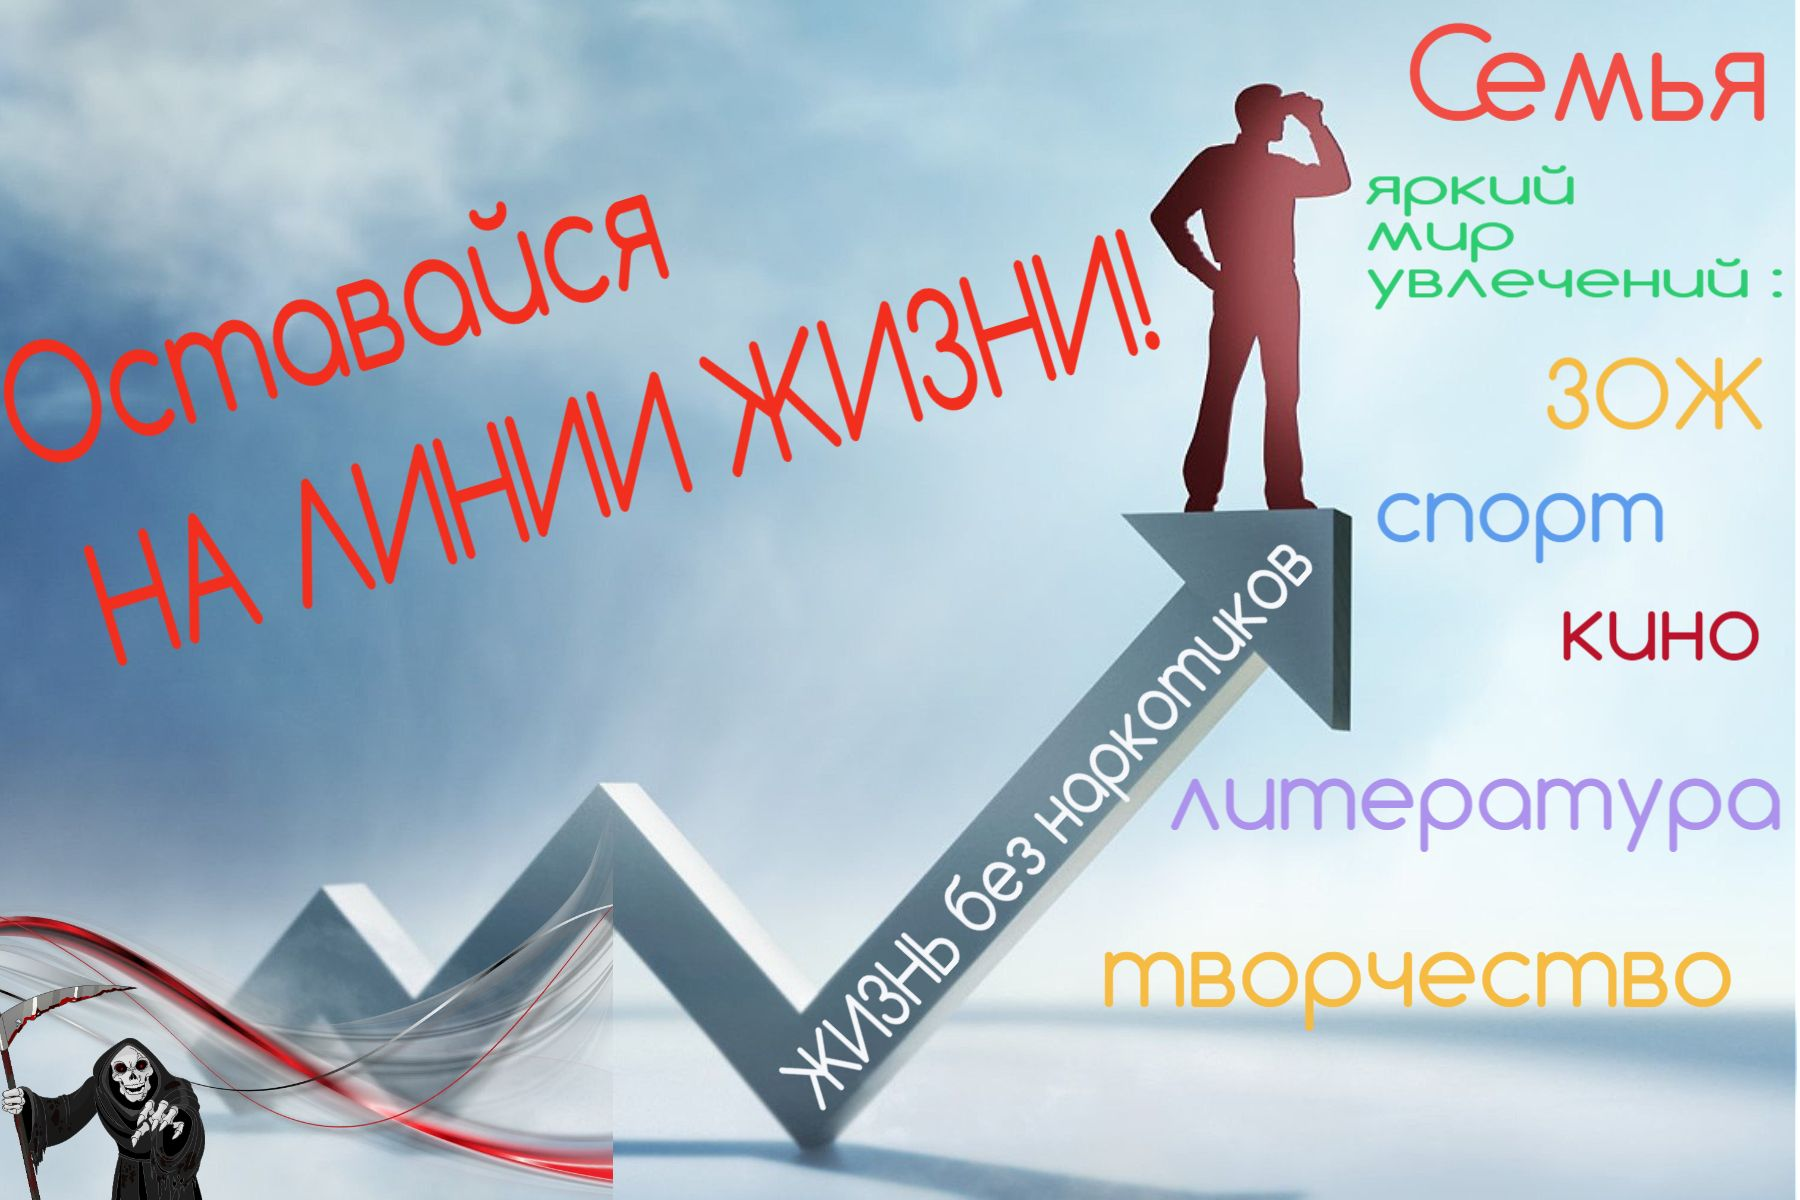 Оставайся
НА ЛИНИИ ЖИЗНИ!
Семья
яркий
мир
увлечений :
ЗОЖ
спорт
кино
литература
творчество
ЖИЗНЬ без наркотиков